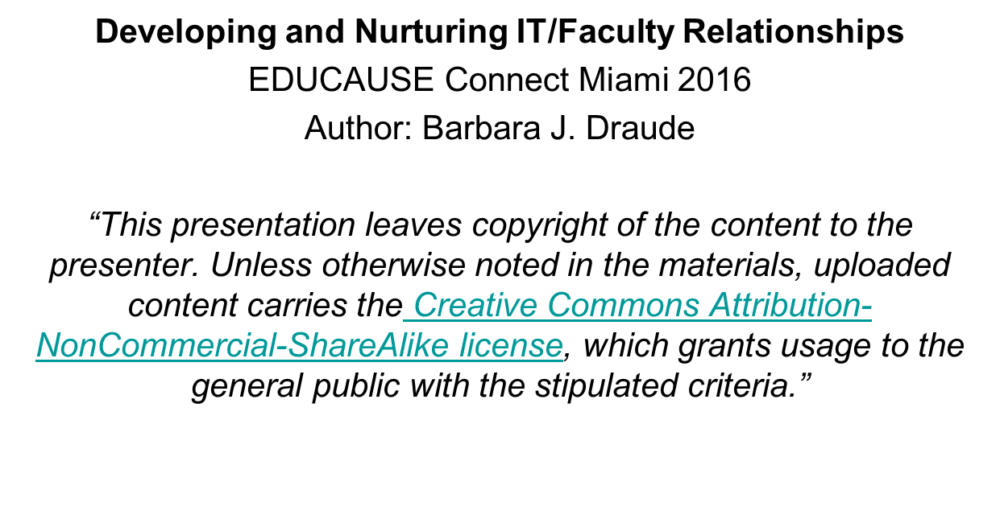 Developing and Nurturing IT/Faculty Relationships
EDUCAUSE Connect Miami 2016
Author: Barbara J. Draude
“This presentation leaves copyright of the content to the
presenter. Unless otherwise noted in the materials, uploaded
content carries the Creative Commons Attribution-
NonCommercial-ShareAlike license, which grants usage to the
general public with the stipulated criteria.”